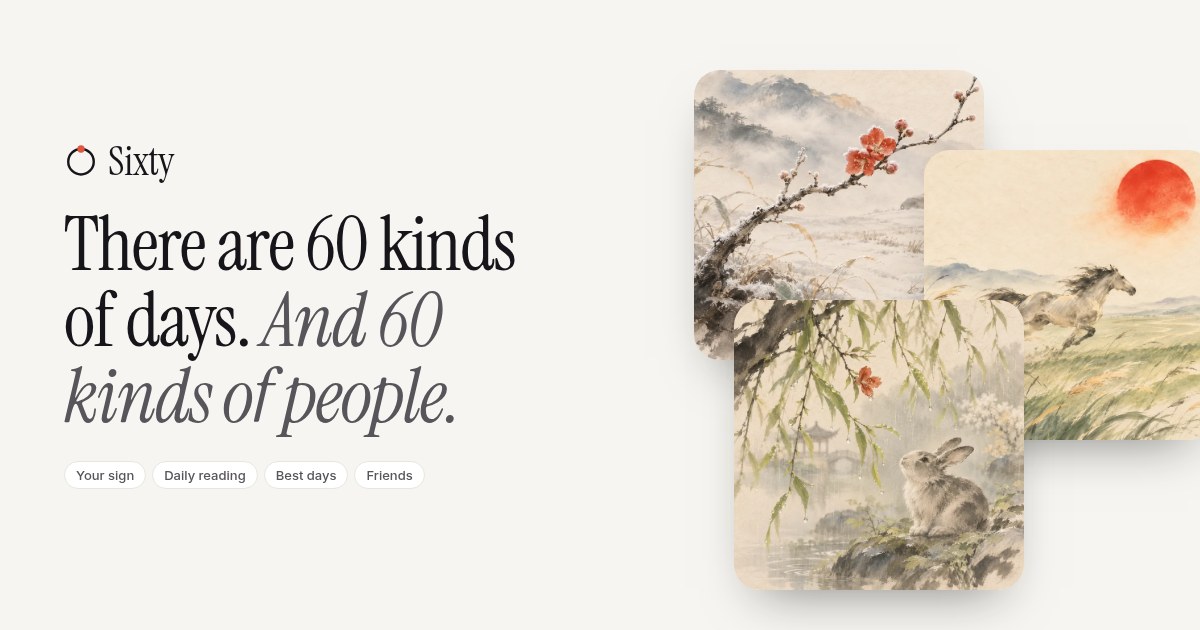 Sixty
There are 60 kinds
of days. And 60
kinds of people.
Your sign
Daily reading
Best days
Friends